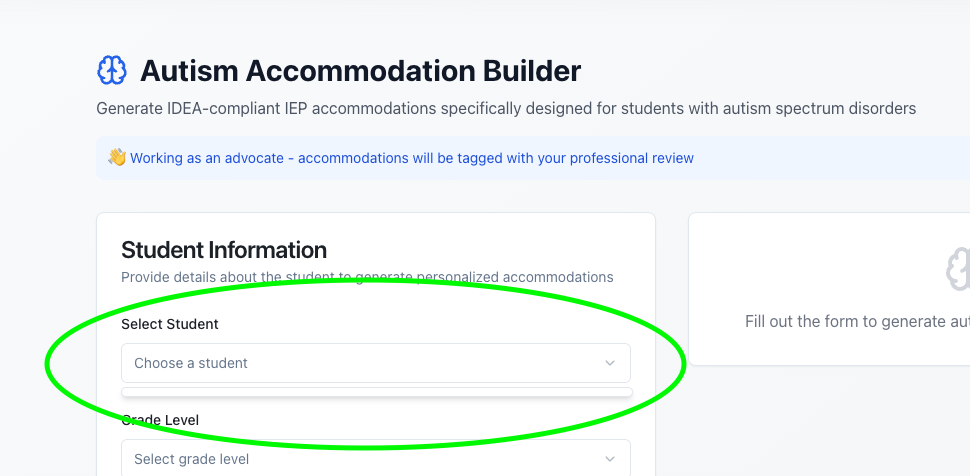 Autism Accommodation Builder
Generate IDEA-compliant IEP accommodations specifically designed for students with autism spectrum disorders
👋 Working as an advocate - accommodations will be tagged with your professional review
Student Information
Provide details about the student to generate personalized accommodations
Select Student
Choose a student
Grade Level
Select grade level
Fill out the form to generate